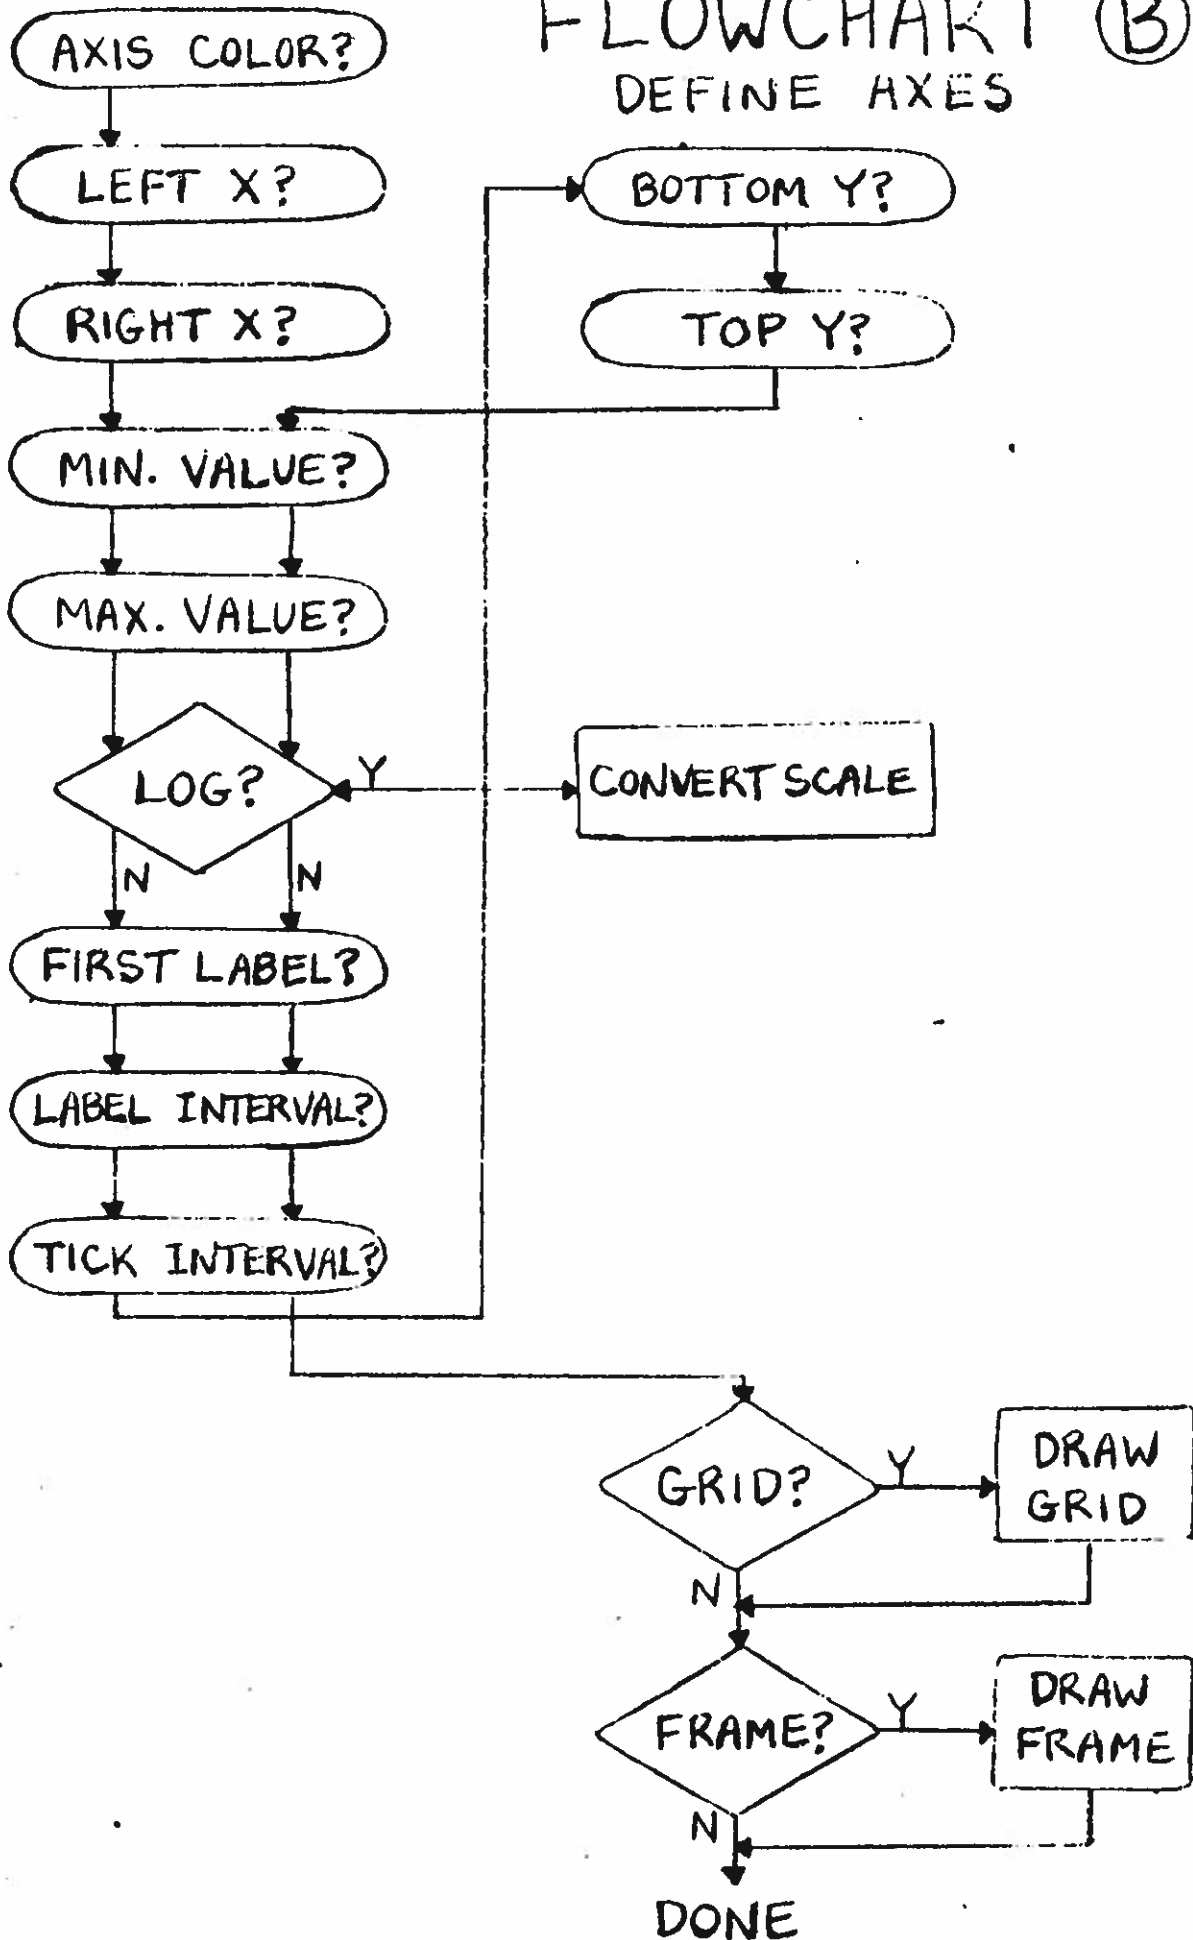 FLOWCHART B
DEFINE AXES
AXIS COLOR?
LEFT X?
RIGHT X?
BOTTOM Y?
TOP Y?
MIN. VALUE?
MAX. VALUE?
LOG?
Y
CONVERT SCALE
N
N
FIRST LABEL?
LABEL INTERVAL?
TICK INTERVAL?
GRID?
Y
DRAW
GRID
N
FRAME?
Y
DRAW
FRAME
N
DONE